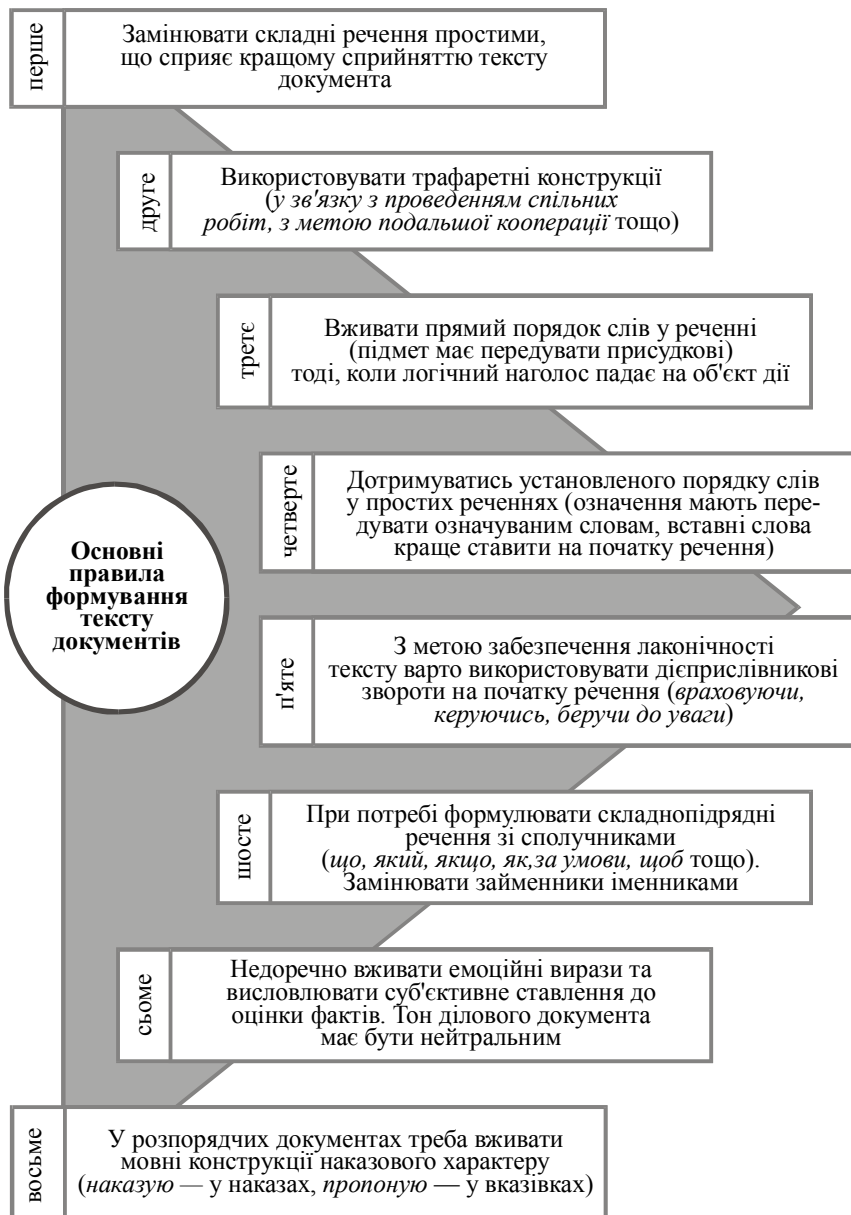 перше
Замінювати складні речення простими,
що сприяє кращому сприйняттю тексту
документа
друге
Використовувати трафаретні конструкції
(у зв'язку з проведенням спільних
робіт, з метою подальшої кооперації тощо)
третє
Вживати прямий порядок слів у реченні
(підмет має передувати присудкові)
тоді, коли логічний наголос падає на об'єкт дії
четверте
Дотримуватись установленого порядку слів
у простих реченнях (означення мають пере-
дувати означуваним словам, вставні слова
краще ставити на початку речення)
Основні
правила
формування
тексту
документів
п'яте
З метою забезпечення лаконічності
тексту варто використовувати дієприслівникові
звороти на початку речення (враховуючи,
керуючись, беручи до уваги)
шосте
При потребі формулювати складнопідрядні
речення зі сполучниками
(що, який, якщо, як,за умови, щоб тощо).
Замінювати займенники іменниками
сьоме
Недоречно вживати емоційні вирази та
висловлювати суб'єктивне ставлення до
оцінки фактів. Тон ділового документа
має бути нейтральним
восьме
У розпорядчих документах треба вживати
мовні конструкції наказового характеру
(наказую — у наказах, пропоную — у вказівках)